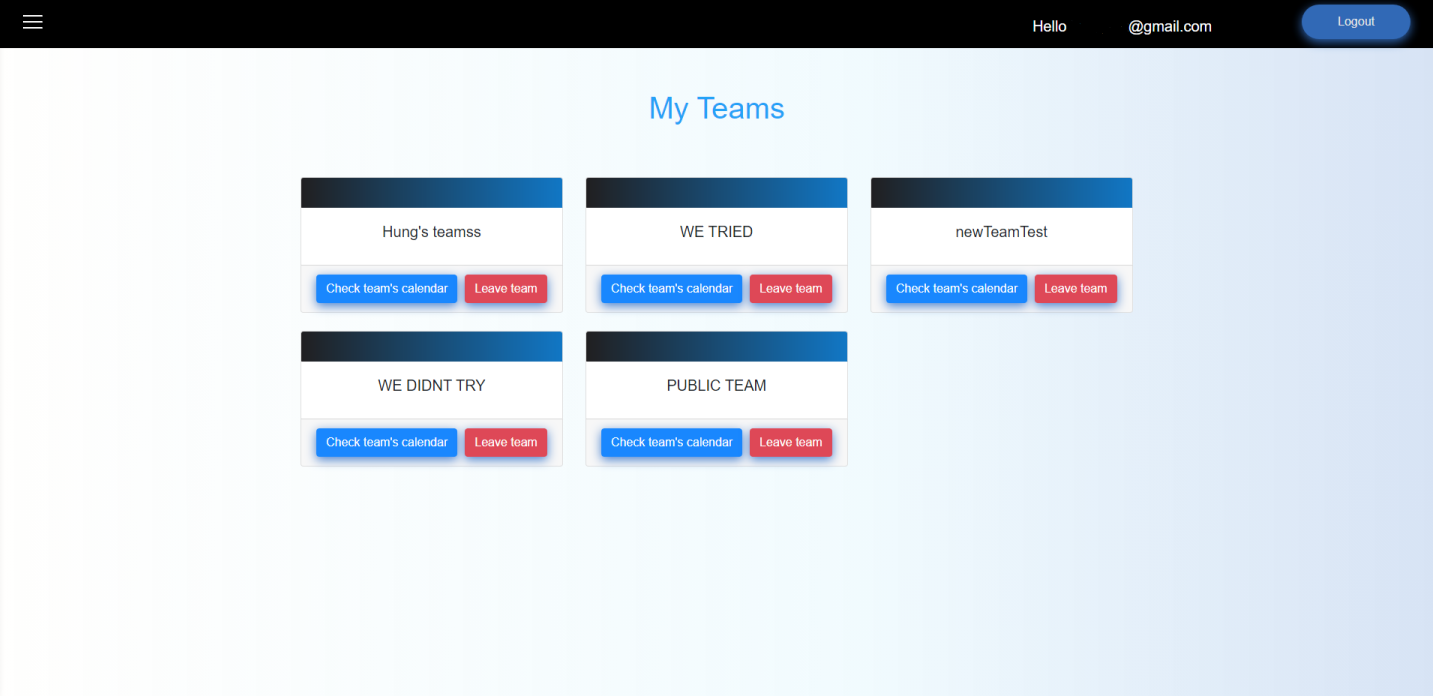 Hello @gmail.com Logout
My Teams
Hung's teamss WE TRIED newTeamTest
Check team's calendar Leave team Check team's calendar Leave team Check team's calendar Leave team
WE DIDNT TRY PUBLIC TEAM
Check team's calendar Leave team Check team's calendar Leave team